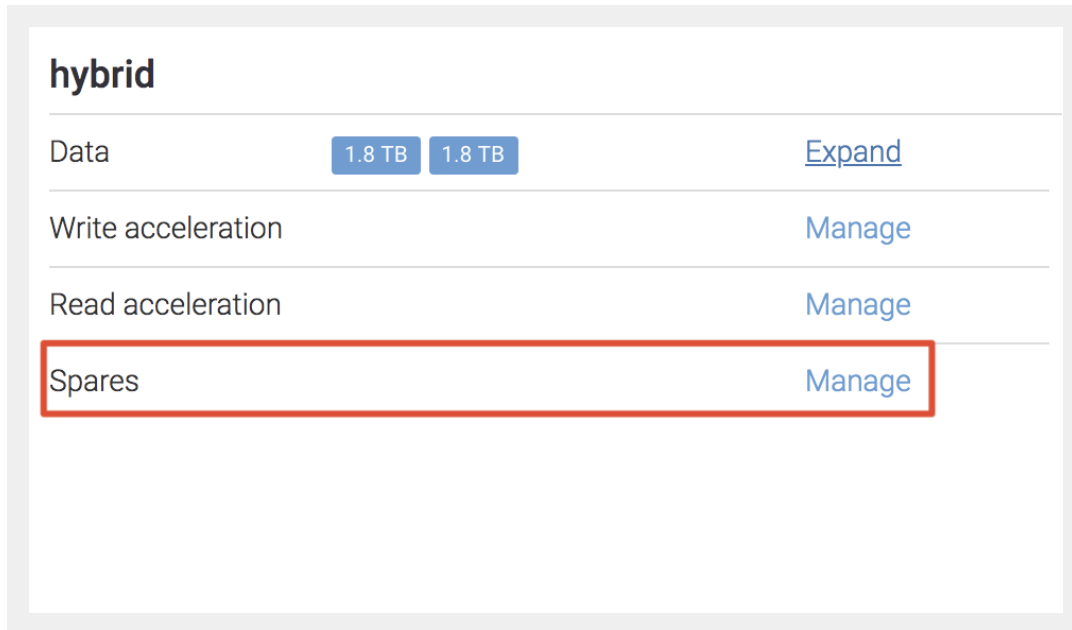 hybrid
Data 1.8 TB 1.8 TB Expand
Write acceleration Manage
Read acceleration Manage
Spares Manage